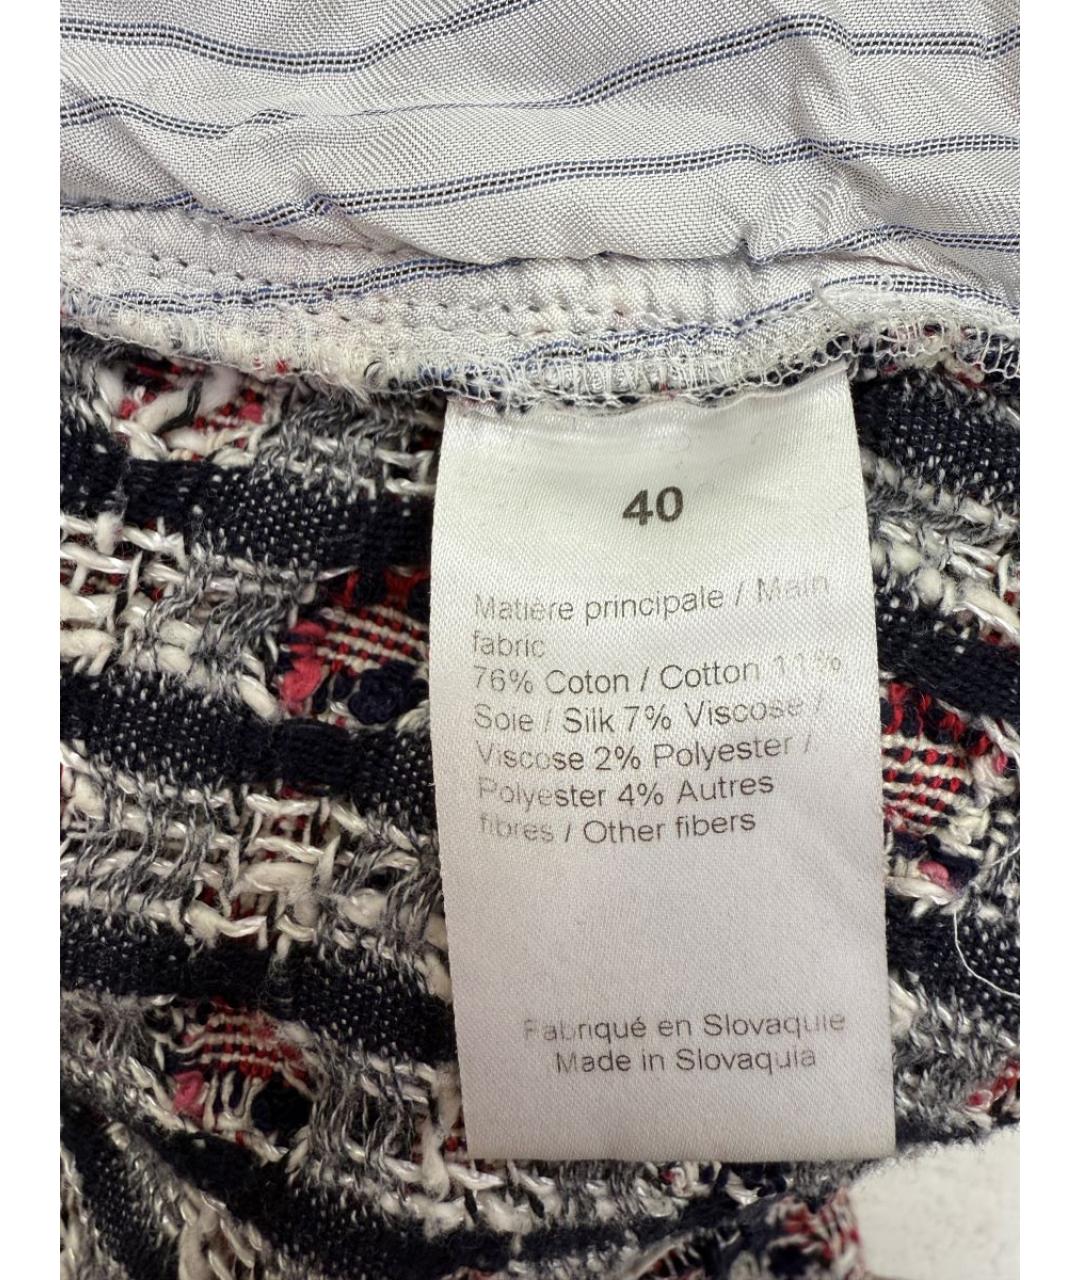 40
Matière principale / Main
fabric
76% Coton / Cotton 11%
Soie / Silk 7% Viscose /
Viscose 2% Polyester /
Polyester 4% Autres
fibres / Other fibers
Fabriqué en Slovaquie
Made in Slovaquia